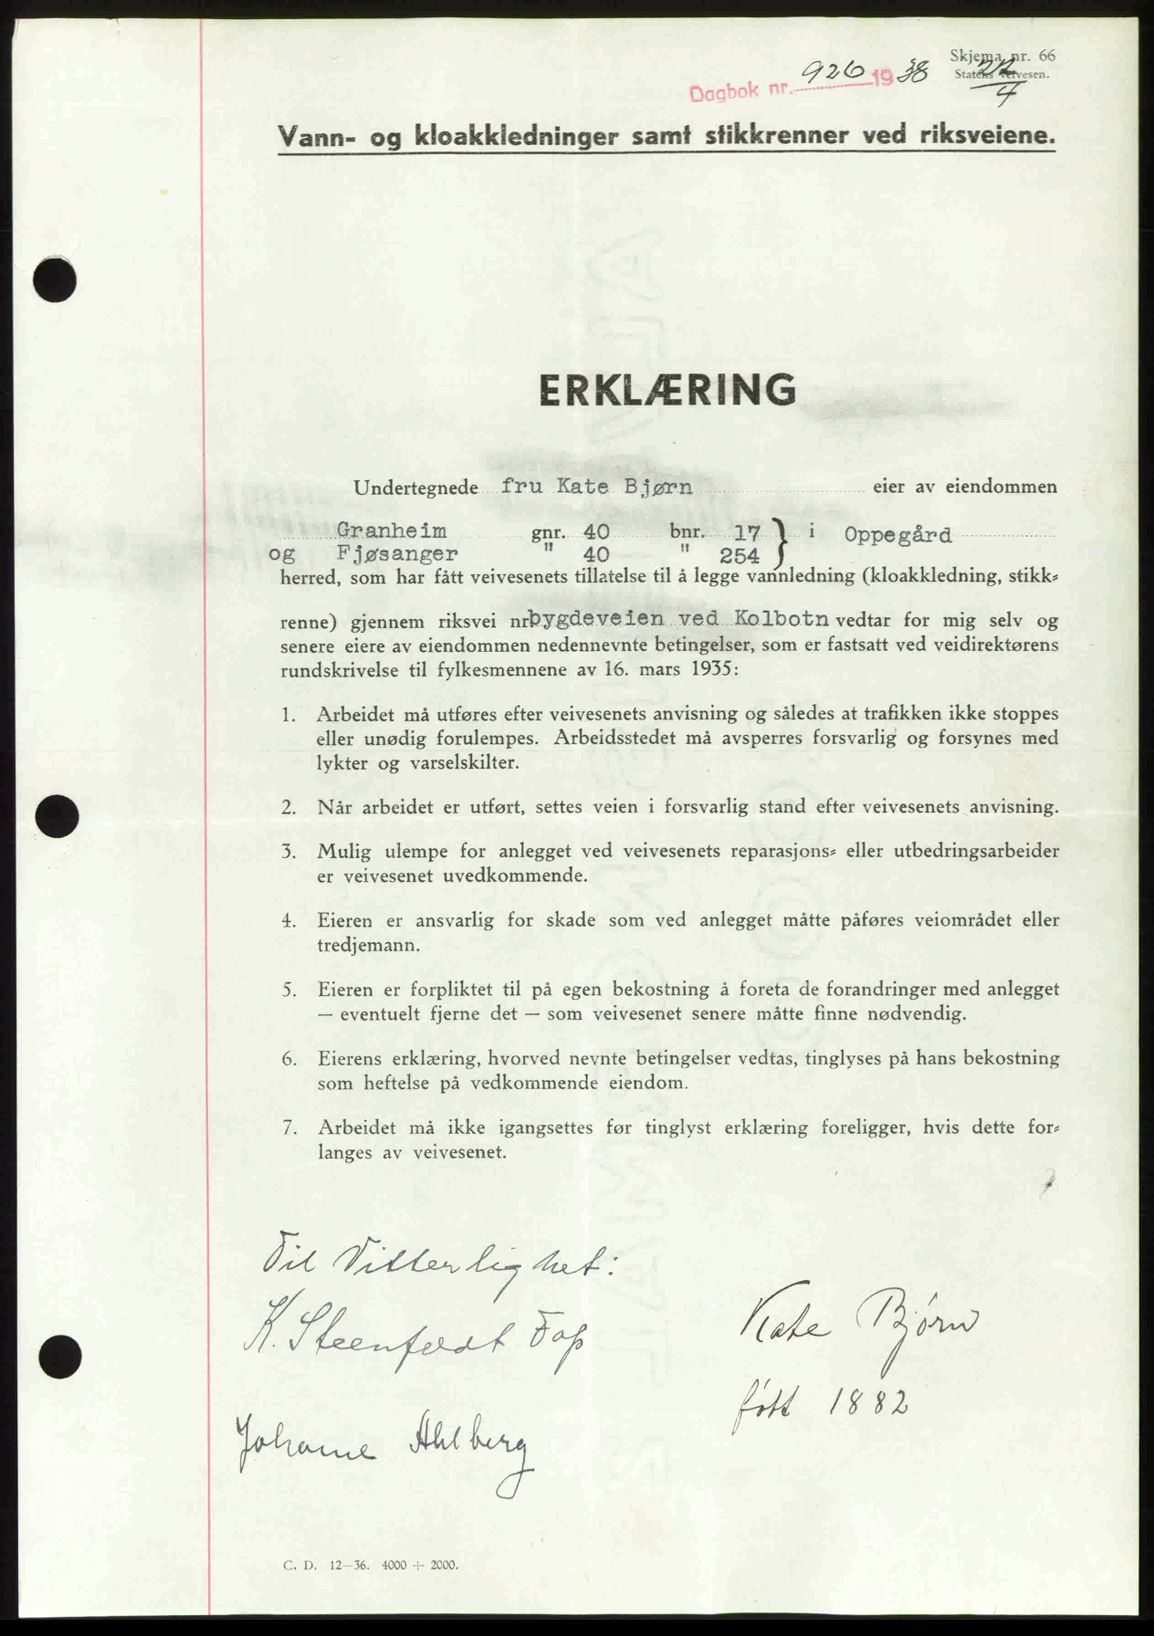 Skjema nr. 66
Statens veivesen.
Dagbok nr. 926 1938 22/4
Vann- og kloakkledninger samt stikkrenner ved riksveiene.
ERKLÆRING
Undertegnede fru Kate Bjørn eier av eiendommen
Granheim gnr. 40 bnr. 17 } i Oppegård
og Fjøsanger " 40 " 254
herred, som har fått veivesenets tillatelse til å legge vannledning (kloakkledning, stikk-
renne) gjennem riksvei nr bygdeveien ved Kolbotn vedtar for mig selv og
senere eiere av eiendommen nedennevnte betingelser, som er fastsatt ved veidirektørens
rundskrivelse til fylkesmennene av 16. mars 1935:
1. Arbeidet må utføres efter veivesenets anvisning og således at trafikken ikke stoppes
eller unødig forulempes. Arbeidsstedet må avsperres forsvarlig og forsynes med
lykter og varselskilter.
2. Når arbeidet er utført, settes veien i forsvarlig stand efter veivesenets anvisning.
3. Mulig ulempe for anlegget ved veivesenets reparasjons- eller utbedringsarbeider
er veivesenet uvedkommende.
4. Eieren er ansvarlig for skade som ved anlegget måtte påføres veiområdet eller
tredjemann.
5. Eieren er forpliktet til på egen bekostning å foreta de forandringer med anlegget
— eventuelt fjerne det — som veivesenet senere måtte finne nødvendig.
6. Eierens erklæring, hvorved nevnte betingelser vedtas, tinglyses på hans bekostning
som heftelse på vedkommende eiendom.
7. Arbeidet må ikke igangsettes før tinglyst erklæring foreligger, hvis dette for-
langes av veivesenet.
Til Vitterlighet:
K. Steenfeldt Foss
Kate Bjørn
født 1882
Johanne Ahlberg
C. D. 12—36. 4000 + 2000.